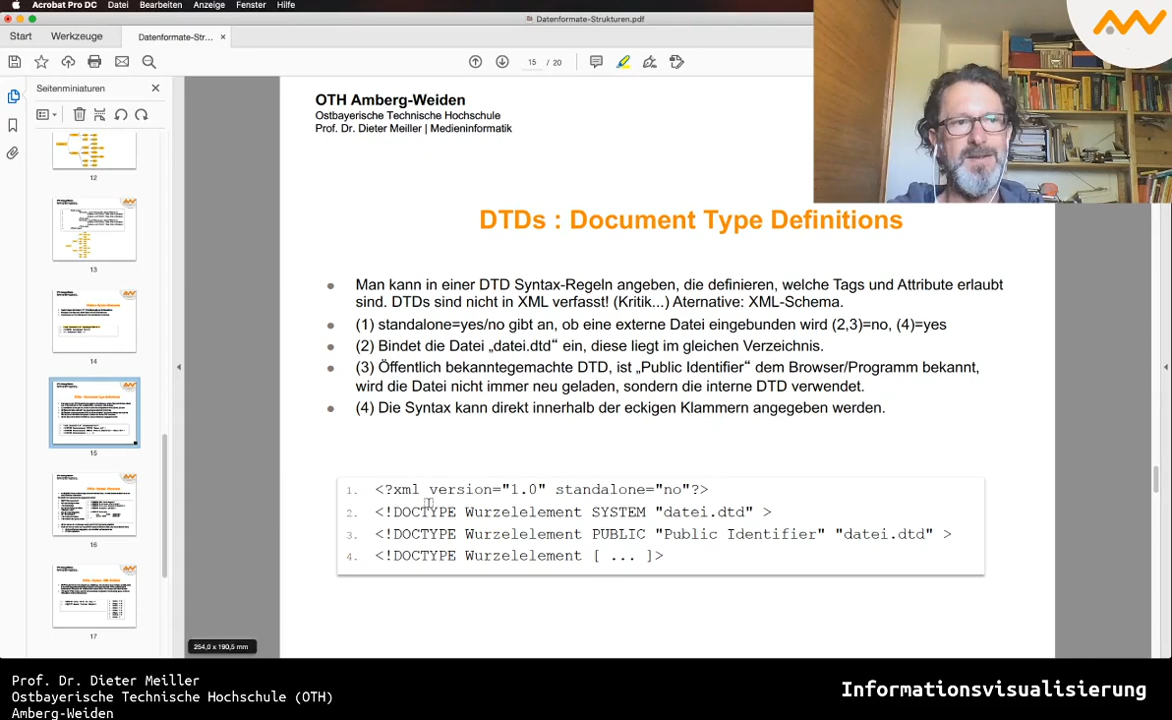 Acrobat Pro DC Datei Bearbeiten Anzeige Fenster Hilfe
Datenformate-Strukturen.pdf
Start Werkzeuge Datenformate-Str... ×
15 / 20
Seitenminiaturen
12
13
14
15
16
17
OTH Amberg-Weiden
Ostbayerische Technische Hochschule
Prof. Dr. Dieter Meiller | Medieninformatik
DTDs : Document Type Definitions
Man kann in einer DTD Syntax-Regeln angeben, die definieren, welche Tags und Attribute erlaubt
sind. DTDs sind nicht in XML verfasst! (Kritik...) Aternative: XML-Schema.
(1) standalone=yes/no gibt an, ob eine externe Datei eingebunden wird (2,3)=no, (4)=yes
(2) Bindet die Datei „datei.dtd“ ein, diese liegt im gleichen Verzeichnis.
(3) Öffentlich bekanntegemachte DTD, ist „Public Identifier“ dem Browser/Programm bekannt,
wird die Datei nicht immer neu geladen, sondern die interne DTD verwendet.
(4) Die Syntax kann direkt innerhalb der eckigen Klammern angegeben werden.
1. <?xml version="1.0" standalone="no"?>
2. <!DOCTYPE Wurzelelement SYSTEM "datei.dtd" >
3. <!DOCTYPE Wurzelelement PUBLIC "Public Identifier" "datei.dtd" >
4. <!DOCTYPE Wurzelelement [ ... ]>
254,0 x 190,5 mm
Prof. Dr. Dieter Meiller
Ostbayerische Technische Hochschule (OTH)
Amberg-Weiden
Informationsvisualisierung